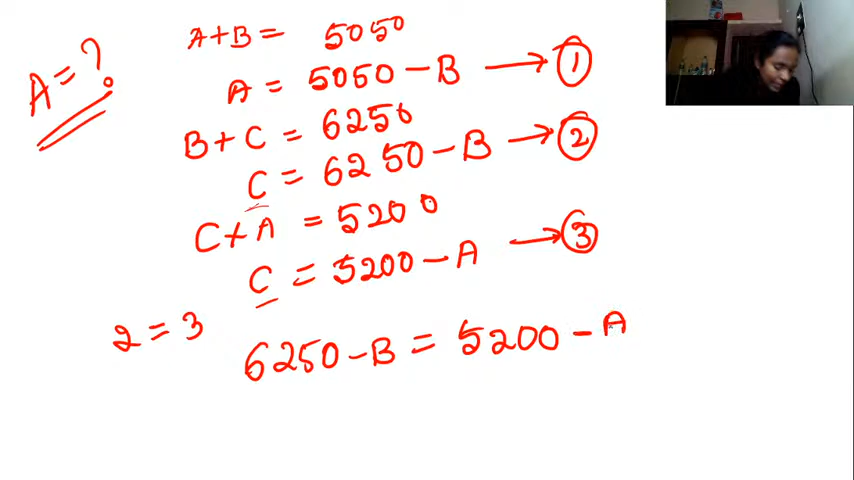 A = ?
A+B = 5050
A = 5050 - B → 1
B + C = 6250
C = 6250 - B → 2
C + A = 5200
C = 5200 - A → 3
2 = 3
6250 - B = 5200 - A